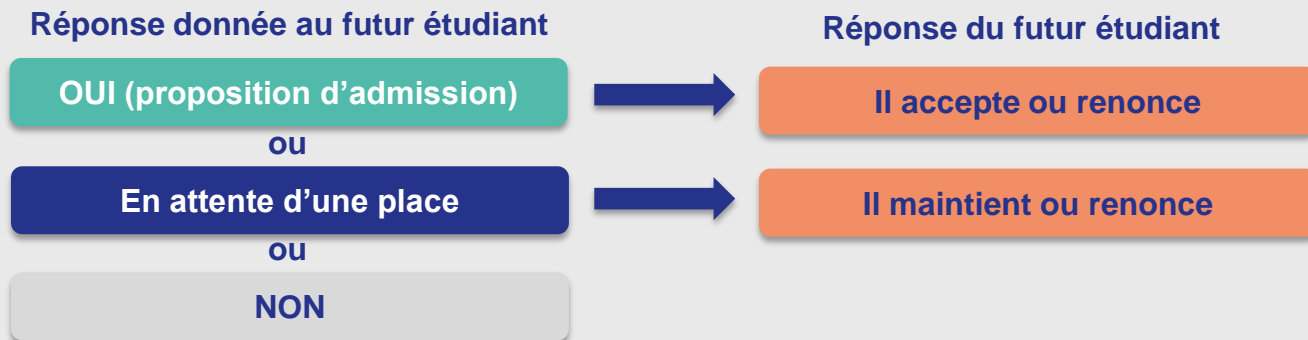 Réponse donnée au futur étudiant
Réponse du futur étudiant
OUI (proposition d’admission)
Il accepte ou renonce
ou
En attente d’une place
Il maintient ou renonce
ou
NON